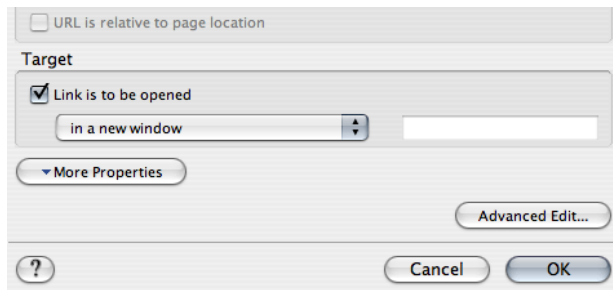 URL is relative to page location
Target
Link is to be opened
in a new window
More Properties
Advanced Edit...
? Cancel OK